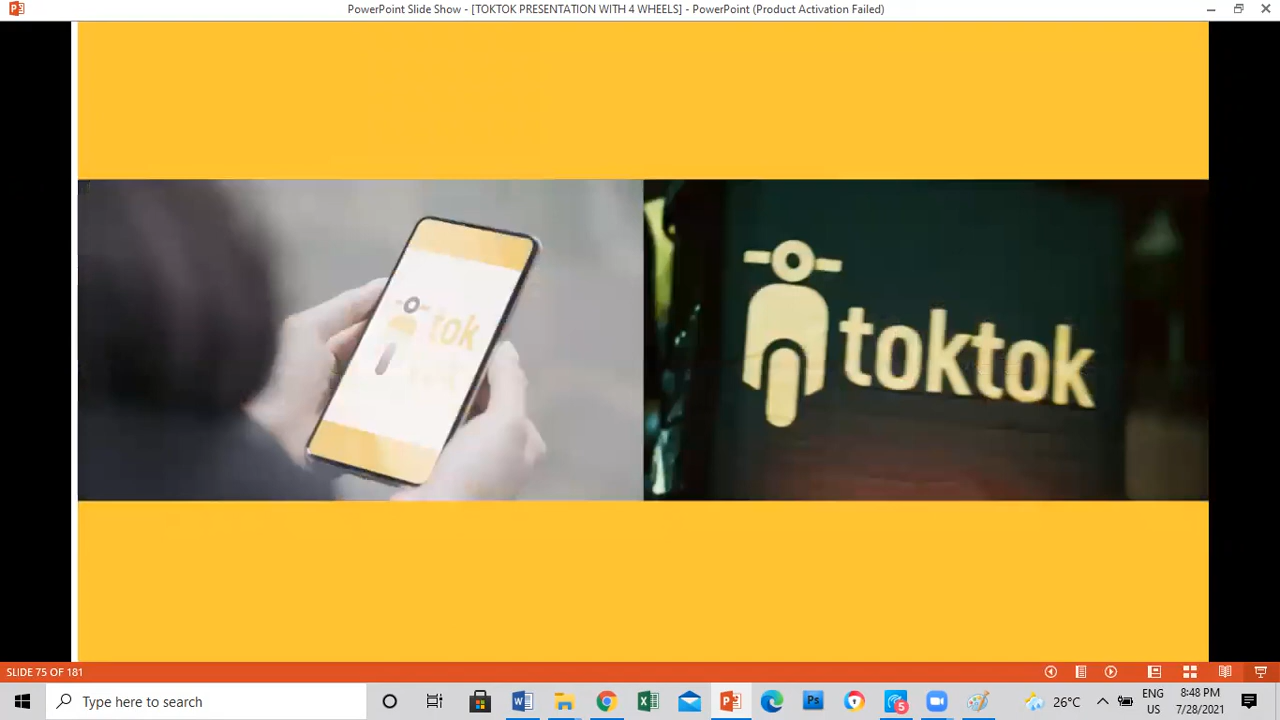 PowerPoint Slide Show - [TOKTOK PRESENTATION WITH 4 WHEELS] - PowerPoint (Product Activation Failed)
tok
toktok
SLIDE 75 OF 181
Type here to search
5
26°C
ENG
US
8:48 PM
7/28/2021